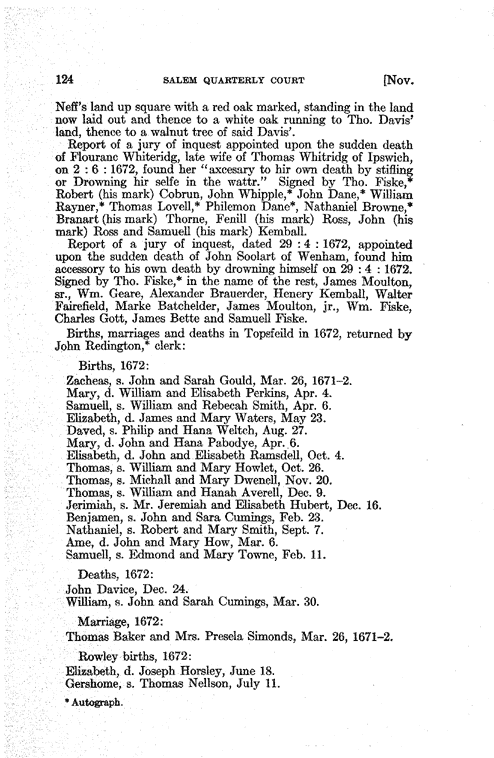 124 SALEM QUARTERLY COURT [Nov.
Neff's land up square with a red oak marked, standing in the land
now laid out and thence to a white oak running to Tho. Davis'
land, thence to a walnut tree of said Davis'.
Report of a jury of inquest appointed upon the sudden death
of Flouranc Whiteridg, late wife of Thomas Whitridg of Ipswich,
on 2 : 6 : 1672, found her "axcesary to hir own death by stifling
or Drowning hir selfe in the wattr." Signed by Tho. Fiske,*
Robert (his mark) Cobrun, John Whipple,* John Dane,* William
Rayner,* Thomas Lovell,* Philemon Dane*, Nathaniel Browne,*
Branart (his mark) Thorne, Fenill (his mark) Ross, John (his
mark) Ross and Samuell (his mark) Kemball.
Report of a jury of inquest, dated 29 : 4 : 1672, appointed
upon the sudden death of John Soolart of Wenham, found him
accessory to his own death by drowning himself on 29 : 4 : 1672.
Signed by Tho. Fiske,* in the name of the rest, James Moulton,
sr., Wm. Geare, Alexander Brauerder, Henery Kemball, Walter
Fairefield, Marke Batchelder, James Moulton, jr., Wm. Fiske,
Charles Gott, James Bette and Samuell Fiske.
Births, marriages and deaths in Topsfeild in 1672, returned by
John Redington,* clerk:
Births, 1672:
Zacheas, s. John and Sarah Gould, Mar. 26, 1671–2.
Mary, d. William and Elisabeth Perkins, Apr. 4.
Samuell, s. William and Rebecah Smith, Apr. 6.
Elizabeth, d. James and Mary Waters, May 23.
Daved, s. Philip and Hana Weltch, Aug. 27.
Mary, d. John and Hana Pabodye, Apr. 6.
Elisabeth, d. John and Elisabeth Ramsdell, Oct. 4.
Thomas, s. William and Mary Howlet, Oct. 26.
Thomas, s. Michall and Mary Dwenell, Nov. 20.
Thomas, s. William and Hanah Averell, Dec. 9.
Jerimiah, s. Mr. Jeremiah and Elisabeth Hubert, Dec. 16.
Benjamen, s. John and Sara Cumings, Feb. 23.
Nathaniel, s. Robert and Mary Smith, Sept. 7.
Ame, d. John and Mary How, Mar. 6.
Samuell, s. Edmond and Mary Towne, Feb. 11.
Deaths, 1672:
John Davice, Dec. 24.
William, s. John and Sarah Cumings, Mar. 30.
Marriage, 1672:
Thomas Baker and Mrs. Presela Simonds, Mar. 26, 1671–2.
Rowley births, 1672:
Elizabeth, d. Joseph Horsley, June 18.
Gershome, s. Thomas Nellson, July 11.
* Autograph.